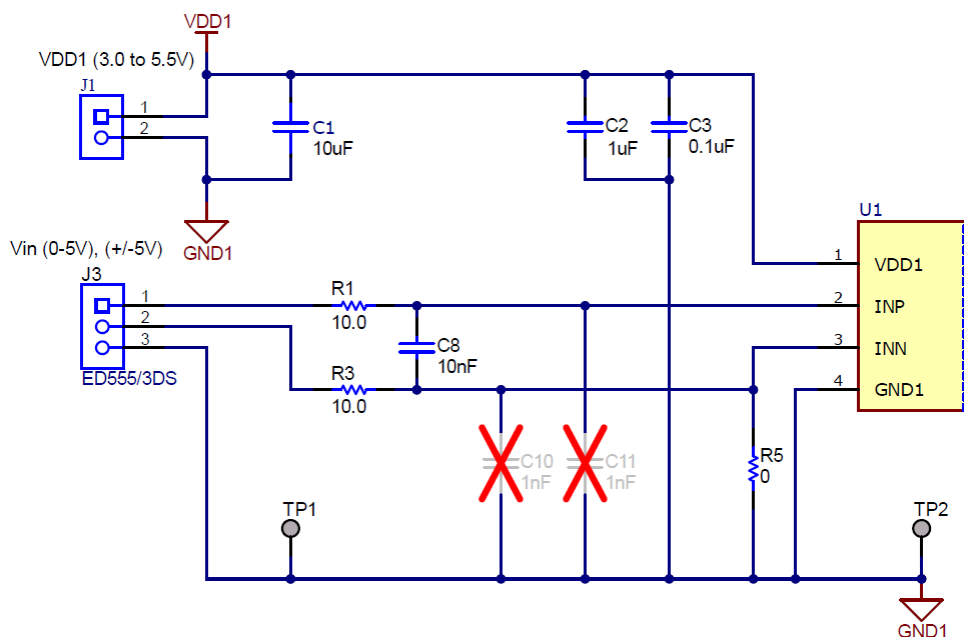 VDD1
VDD1 (3.0 to 5.5V)
J1
1
2
C1
10uF
C2
1uF
C3
0.1uF
GND1
Vin (0-5V), (+/-5V)
J3
1
2
3
ED555/3DS
R1
10.0
R3
10.0
C8
10nF
U1
1
VDD1
2
INP
3
INN
4
GND1
C10
1nF
C11
1nF
R5
0
TP1
TP2
GND1